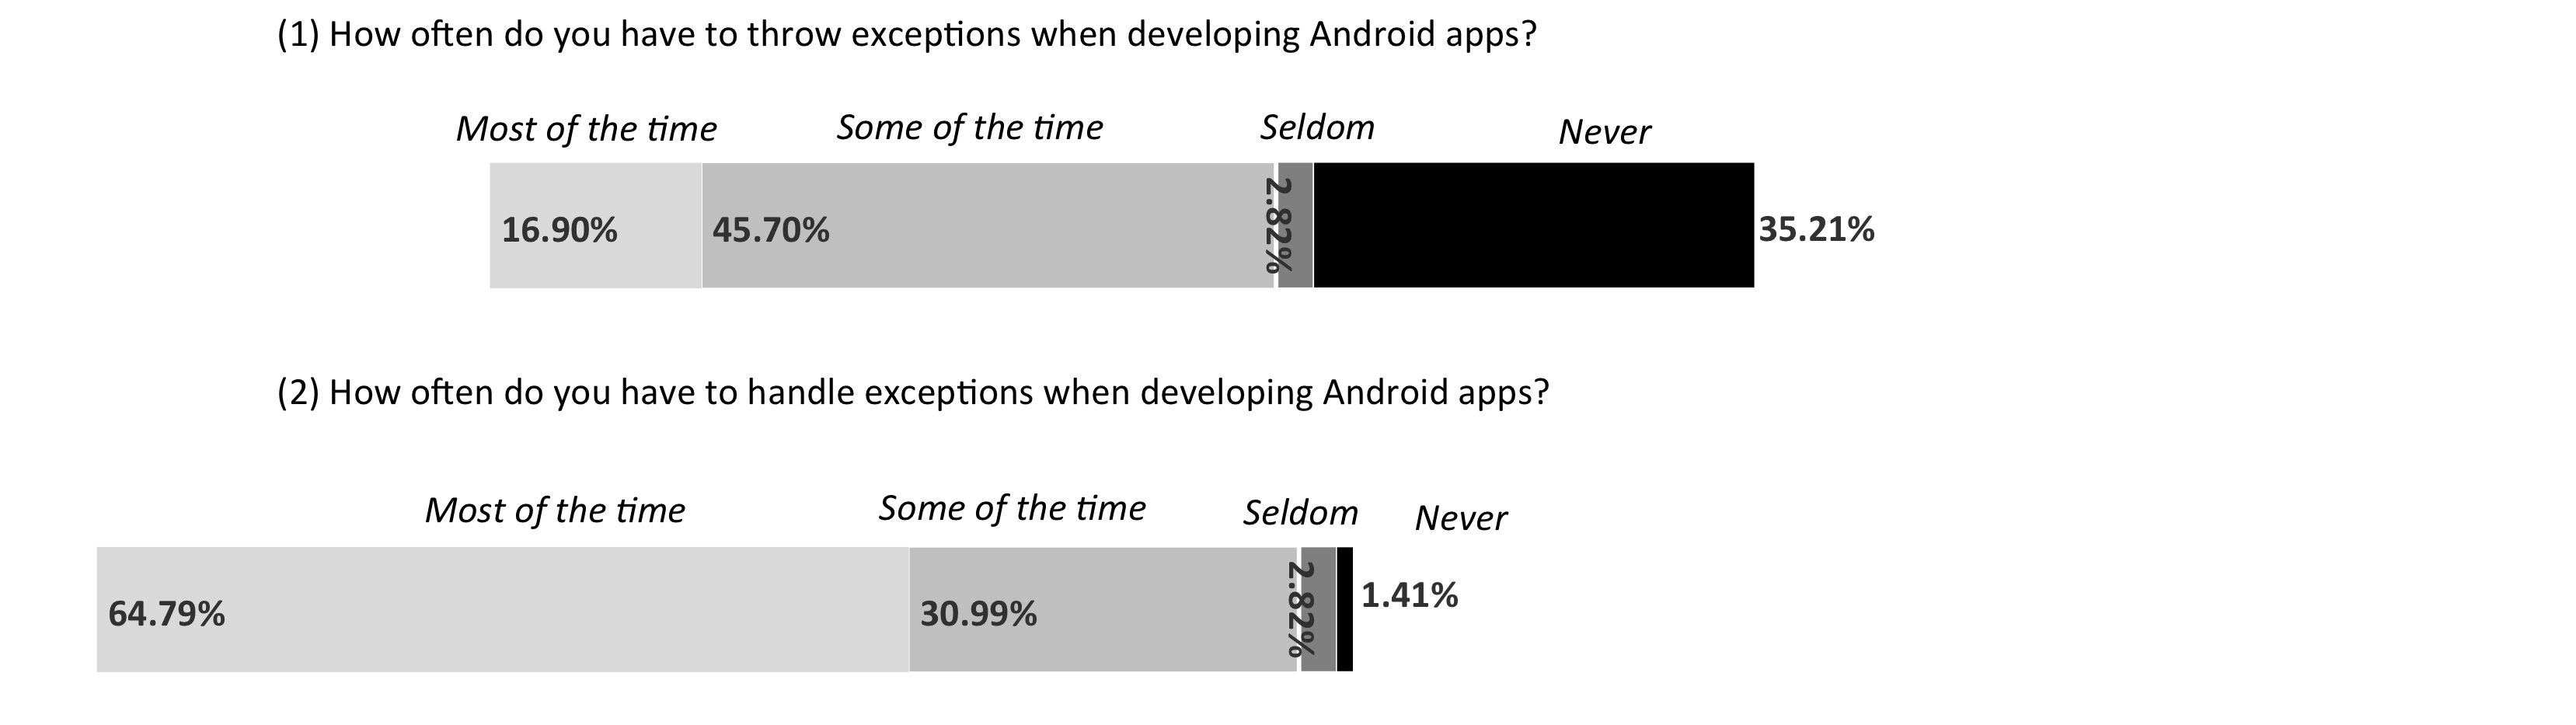 (1) How often do you have to throw exceptions when developing Android apps?
Most of the time Some of the time Seldom Never
16.90% 45.70% 2.82% 35.21%
(2) How often do you have to handle exceptions when developing Android apps?
Most of the time Some of the time Seldom Never
64.79% 30.99% 2.82% 1.41%